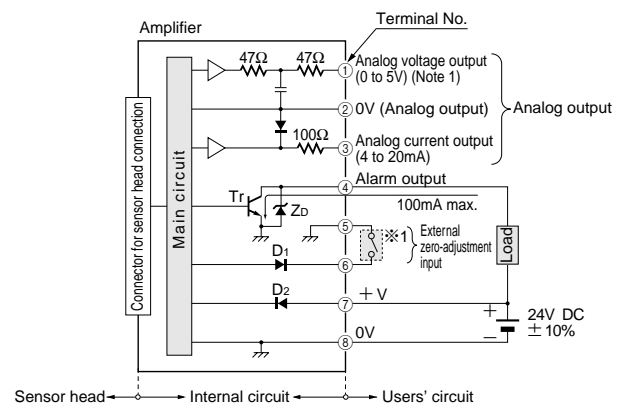 Terminal No.
Amplifier
47Ω 47Ω
① Analog voltage output
(0 to 5V) (Note 1)
② 0V (Analog output)
Analog output
100Ω
③ Analog current output
(4 to 20mA)
④ Alarm output
Tr
ZD
100mA max.
⑤
※1
External
zero-adjustment
input
Load
D1
⑥
D2
⑦ +V
+
24V DC
±10%
−
0V
⑧
Connector for sensor head connection
Main circuit
Sensor head Internal circuit Users' circuit